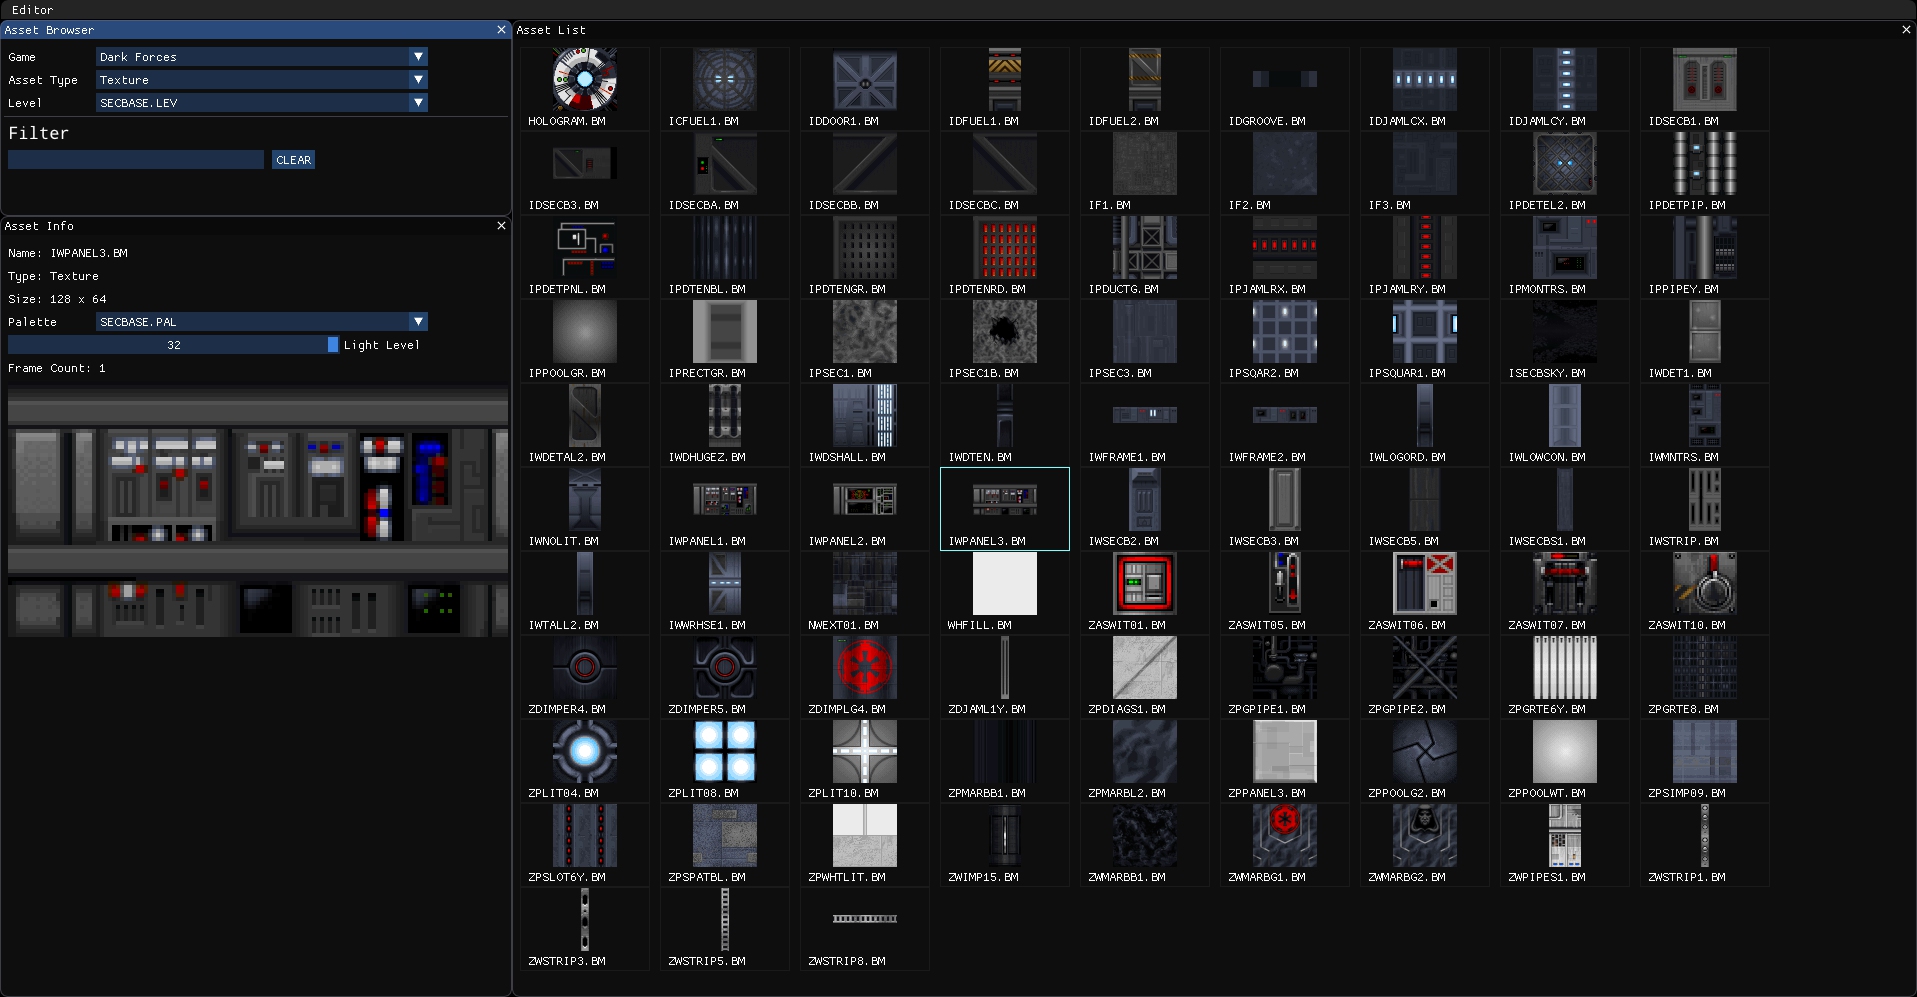 Editor
Asset Browser
Game Dark Forces
Asset Type Texture
Level SECBASE.LEV
Filter
CLEAR
Asset Info
Name: IWPANEL3.BM
Type: Texture
Size: 128 x 64
Palette SECBASE.PAL
32 Light Level
Frame Count: 1
Asset List
HOLOGRAM.BM ICFUEL1.BM IDDOOR1.BM IDFUEL1.BM IDFUEL2.BM IDGROOVE.BM IDJAMLCX.BM IDJAMLCY.BM IDSECB1.BM
IDSECB3.BM IDSECBA.BM IDSECBB.BM IDSECBC.BM IF1.BM IF2.BM IF3.BM IPDETEL2.BM IPDETPIP.BM
IPDETPNL.BM IPDTENBL.BM IPDTENGR.BM IPDTENRD.BM IPDUCTG.BM IPJAMLRX.BM IPJAMLRY.BM IPMONTRS.BM IPPIPEY.BM
IPPOOLGR.BM IPRECTGR.BM IPSEC1.BM IPSEC1B.BM IPSEC3.BM IPSQAR2.BM IPSQUAR1.BM ISECBSKY.BM IWDET1.BM
IWDETAL2.BM IWDHUGEZ.BM IWDSHALL.BM IWDTEN.BM IWFRAME1.BM IWFRAME2.BM IWLOGORD.BM IWLOWCON.BM IWMNTRS.BM
IWNOLIT.BM IWPANEL1.BM IWPANEL2.BM IWPANEL3.BM IWSECB2.BM IWSECB3.BM IWSECB5.BM IWSECBS1.BM IWSTRIP.BM
IWTALL2.BM IWWRHSE1.BM NWEXT01.BM WHFILL.BM ZASWIT01.BM ZASWIT05.BM ZASWIT06.BM ZASWIT07.BM ZASWIT10.BM
ZDIMPER4.BM ZDIMPER5.BM ZDIMPLG4.BM ZDJAML1Y.BM ZPDIAGS1.BM ZPGPIPE1.BM ZPGPIPE2.BM ZPGRTE6Y.BM ZPGRTE8.BM
ZPLIT04.BM ZPLIT08.BM ZPLIT10.BM ZPMARBB1.BM ZPMARBL2.BM ZPPANEL3.BM ZPPOOLG2.BM ZPPOOLWT.BM ZPSIMP09.BM
ZPSLOT6Y.BM ZPSPATBL.BM ZPWHTLIT.BM ZWIMP15.BM ZWMARBB1.BM ZWMARBG1.BM ZWMARBG2.BM ZWPIPES1.BM ZWSTRIP1.BM
ZWSTRIP3.BM ZWSTRIP5.BM ZWSTRIP8.BM